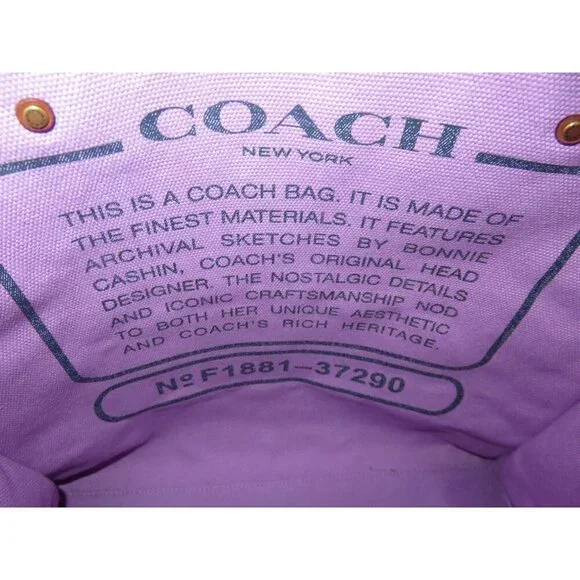 COACH
NEW YORK
THIS IS A COACH BAG. IT IS MADE OF
THE FINEST MATERIALS. IT FEATURES
ARCHIVAL SKETCHES BY BONNIE
CASHIN, COACH'S ORIGINAL HEAD
DESIGNER. THE NOSTALGIC DETAILS
AND ICONIC CRAFTSMANSHIP NOD
TO BOTH HER UNIQUE AESTHETIC
AND COACH'S RICH HERITAGE.
Nº F1881-37290